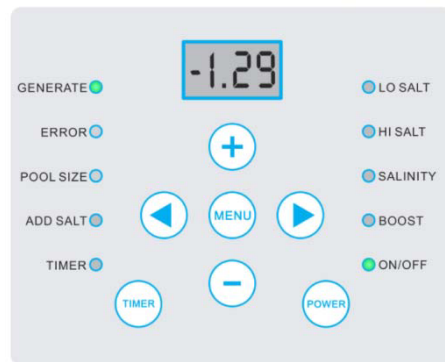 -1.29
GENERATE
LO SALT
ERROR
+
HI SALT
POOL SIZE
SALINITY
MENU
ADD SALT
BOOST
TIMER
−
ON/OFF
TIMER
POWER